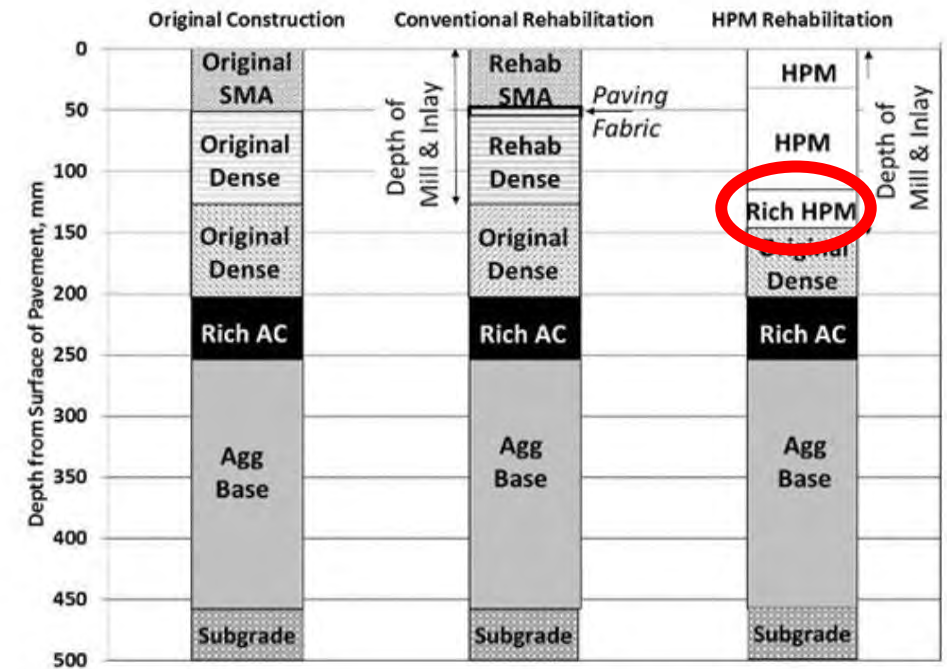 Original Construction
Conventional Rehabilitation
HPM Rehabilitation
Depth from Surface of Pavement, mm
0
50
100
150
200
250
300
350
400
450
500
Original
SMA
Original
Dense
Original
Dense
Rich AC
Agg
Base
Subgrade
Depth of
Mill & Inlay
Rehab
SMA
Paving
Fabric
Rehab
Dense
Original
Dense
Rich AC
Agg
Base
Subgrade
HPM
HPM
Rich HPM
Original
Dense
Rich AC
Agg
Base
Subgrade
Depth of
Mill & Inlay